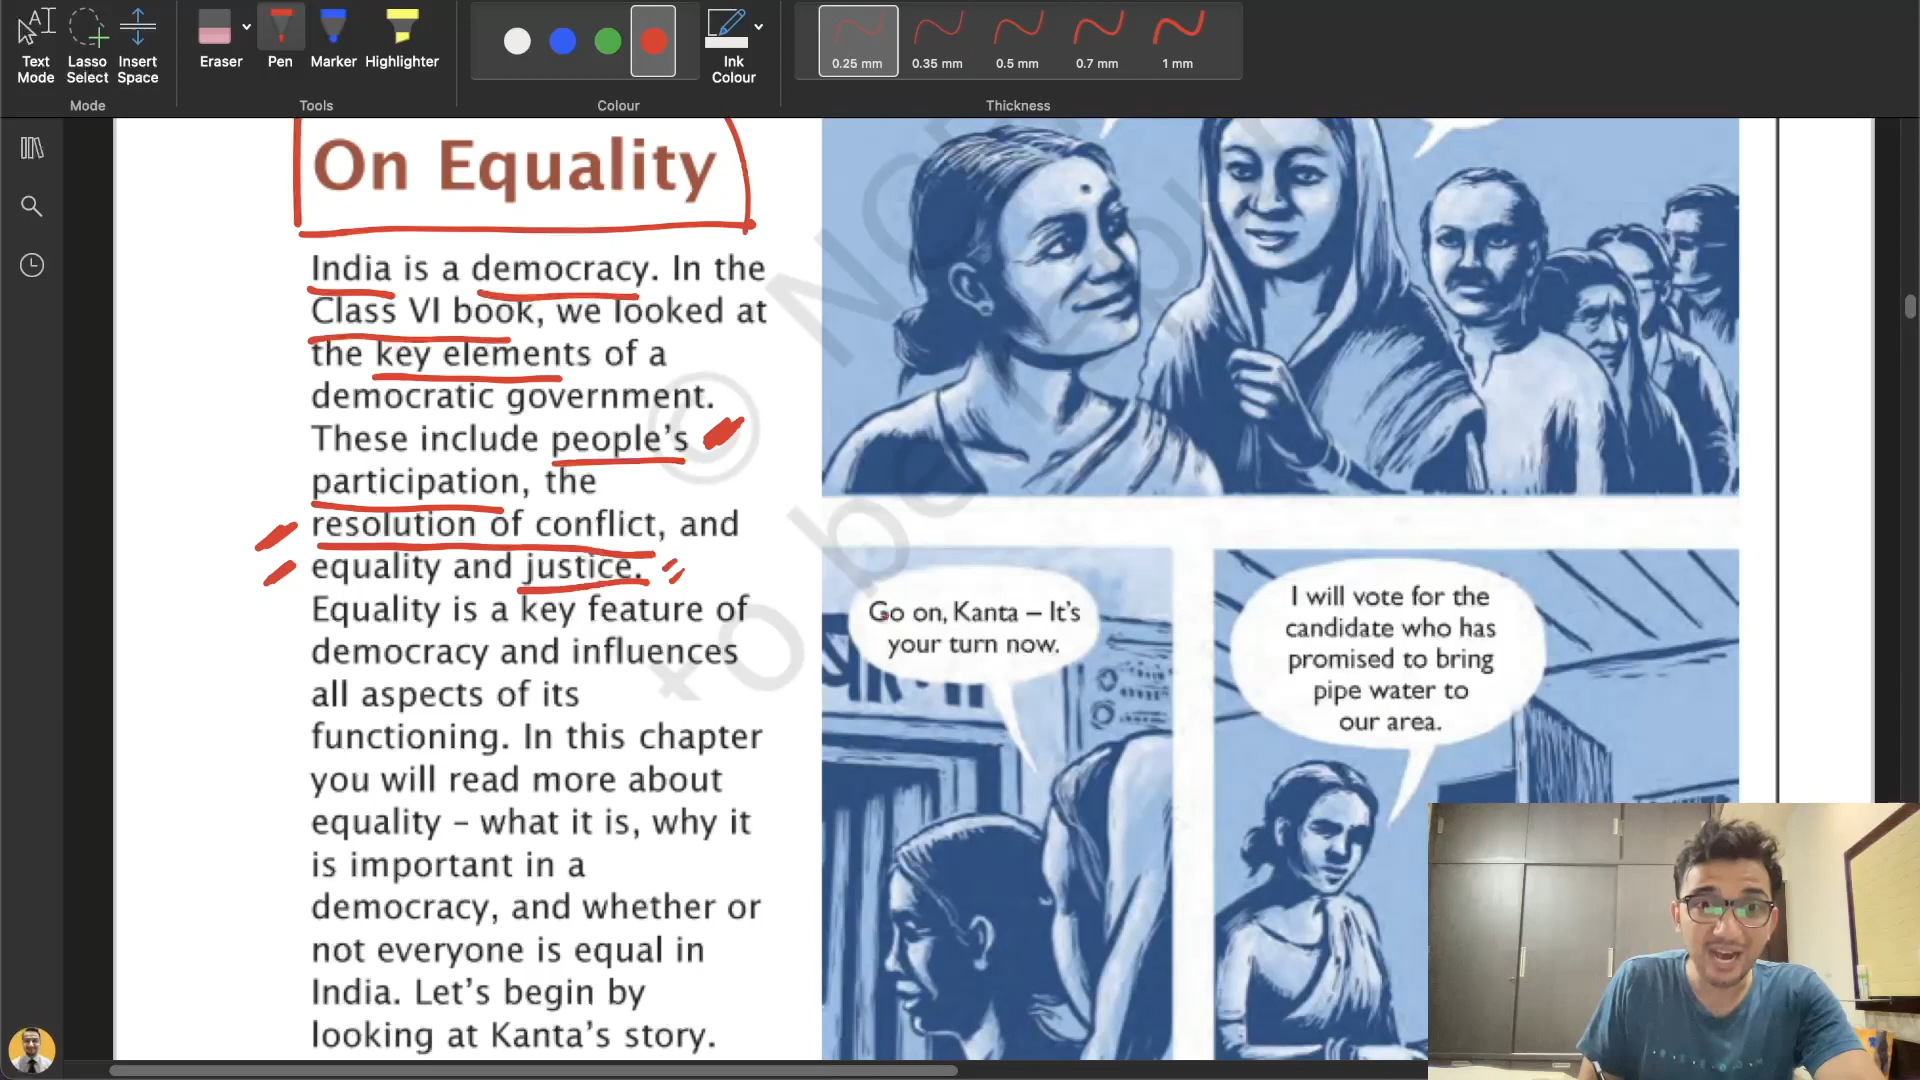 Text Mode
Lasso Select
Insert Space
Mode
Eraser
Pen
Marker
Highlighter
Tools
Colour
Ink Colour
0.25 mm
0.35 mm
0.5 mm
0.7 mm
1 mm
Thickness
On Equality
India is a democracy. In the
Class VI book, we looked at
the key elements of a
democratic government.
These include people's
participation, the
resolution of conflict, and
equality and justice.
Equality is a key feature of
democracy and influences
all aspects of its
functioning. In this chapter
you will read more about
equality – what it is, why it
is important in a
democracy, and whether or
not everyone is equal in
India. Let's begin by
looking at Kanta's story.
Go on, Kanta – It's
your turn now.
I will vote for the
candidate who has
promised to bring
pipe water to
our area.
©
to be